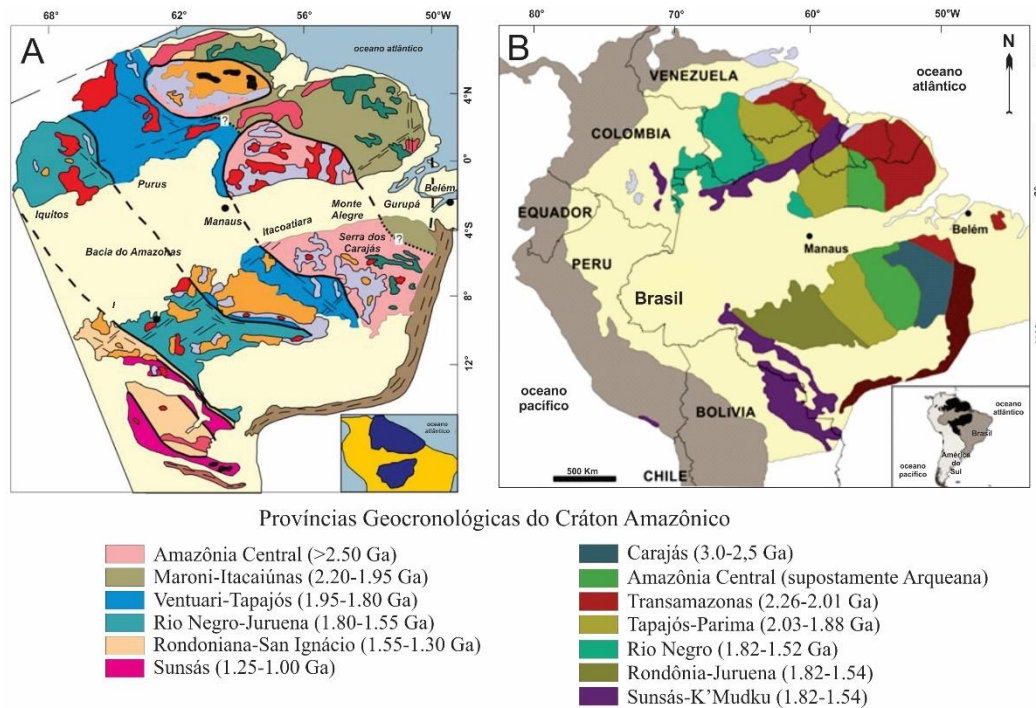 A
68°
62°
56°
50°W
oceano atlântico
4°N
0°
4°S
8°
12°
?
Purus
Iquitos
Manaus
Itacoatiara
Monte
Alegre
Gurupá
Belém
?
Serra dos
Carajás
Bacia do Amazonas
oceano
atlântico
B
80°
70°
60°
50°W
N
VENEZUELA
oceano
atlântico
COLOMBIA
EQUADOR
PERU
Manaus
Belém
Brasil
oceano
pacífico
BOLIVIA
CHILE
500 Km
oceano
atlântico
Brasil
América
do
Sul
oceano
pacífico
Províncias Geocronológicas do Cráton Amazônico
Amazônia Central (>2.50 Ga)
Maroni-Itacaiúnas (2.20-1.95 Ga)
Ventuari-Tapajós (1.95-1.80 Ga)
Rio Negro-Juruena (1.80-1.55 Ga)
Rondoniana-San Ignácio (1.55-1.30 Ga)
Sunsás (1.25-1.00 Ga)
Carajás (3.0-2,5 Ga)
Amazônia Central (supostamente Arqueana)
Transamazonas (2.26-2.01 Ga)
Tapajós-Parima (2.03-1.88 Ga)
Rio Negro (1.82-1.52 Ga)
Rondônia-Juruena (1.82-1.54)
Sunsás-K’Mudku (1.82-1.54)